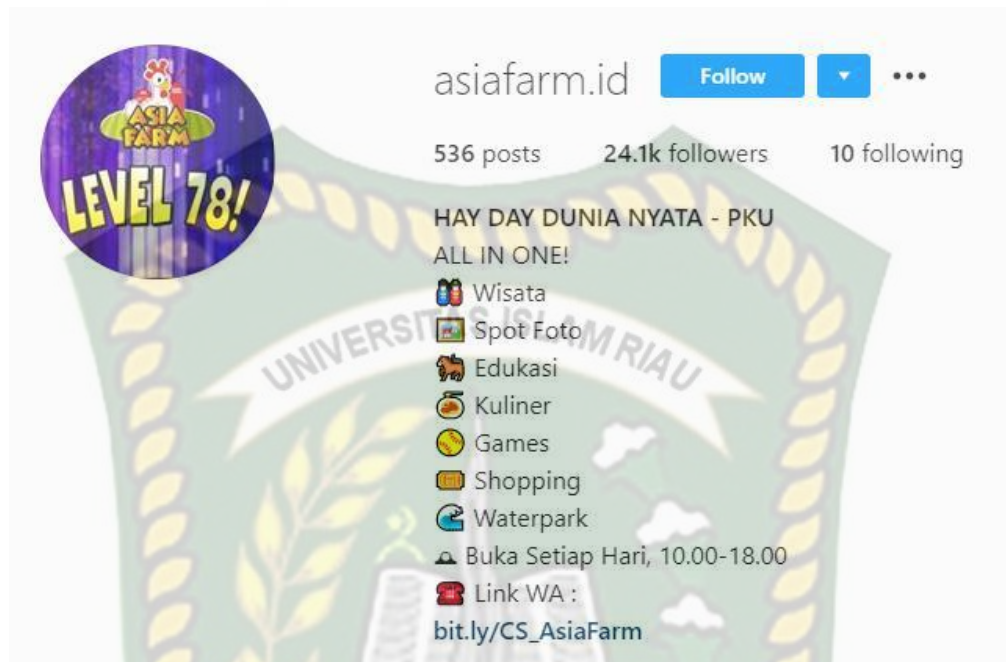 ASIA
FARM
LEVEL 78!
asiafarm.id Follow
536 posts 24.1k followers 10 following
HAY DAY DUNIA NYATA - PKU
ALL IN ONE!
Wisata
Spot Foto
Edukasi
Kuliner
Games
Shopping
Waterpark
Buka Setiap Hari, 10.00-18.00
Link WA :
bit.ly/CS_AsiaFarm
UNIVERSITAS ISLAM RIAU